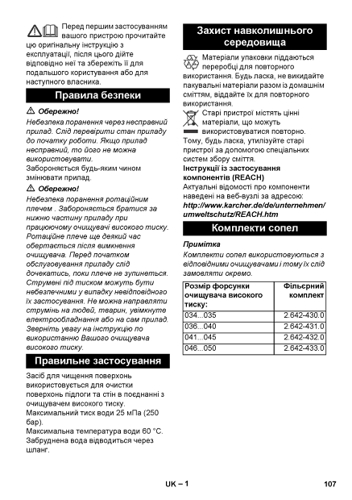 Перед першим застосуванням
вашого пристрою прочитайте
цю оригінальну інструкцію з
експлуатації, після цього дійте
відповідно неї та збережіть її для
подальшого користування або для
наступного власника.
Правила безпеки
Обережно!
Небезпека поранення через несправний
прилад. Слід перевірити стан приладу
до початку роботи. Якщо прилад
несправний, то його не можна
використовувати.
Забороняється будь-яким чином
змінювати прилад.
Обережно!
Небезпека поранення ротаційним
плечем . Забороняється братися за
нижню частину приладу при
працюючому очищувачі високого тиску.
Ротаційне плече ще деякий час
обертається після вимкнення
очищувача. Перед початком
обслуговування приладу слід
дочекатись, поки плече не зупинеться.
Струмені під тиском можуть бути
небезпечними у випадку невідповідного
їх застосування. Не можна направляти
струмінь на людей, тварин, увімкнуте
електрообладнання або на сам прилад.
Зверніть увагу на інструкцію по
використанню Вашого очищувача
високого тиску.
Правильне застосування
Засіб для чищення поверхонь
використовується для очистки
поверхонь підлоги та стін в поєднанні з
очищувачем високого тиску.
Максимальний тиск води 25 мПа (250
бар).
Максимальна температура води 60 °C.
Забруднена вода відводиться через
шланг.
Захист навколишнього
середовища
Матеріали упаковки піддаються
переробці для повторного
використання. Будь ласка, не викидайте
пакувальні матеріали разом із домашнім
сміттям, віддайте їх для повторного
використання.
Старі пристрої містять цінні
матеріали, що можуть
використовуватися повторно.
Тому, будь ласка, утилізуйте старі
пристрої за допомогою спеціальних
систем збору сміття.
Інструкції із застосування
компонентів (REACH)
Актуальні відомості про компоненти
наведені на веб-вузлі за адресою:
http://www.karcher.de/de/unternehmen/
umweltschutz/REACH.htm
Комплекти сопел
Примітка
Комплекти сопел використовуються з
відповідними очищувачами і тому їх слід
замовляти окремо.
Розмір форсунки Фільєрний
очищувача високого комплект
тиску:
034...035 2.642-430.0
036...040 2.642-431.0
041...045 2.642-432.0
046...050 2.642-433.0
UK – 1 107